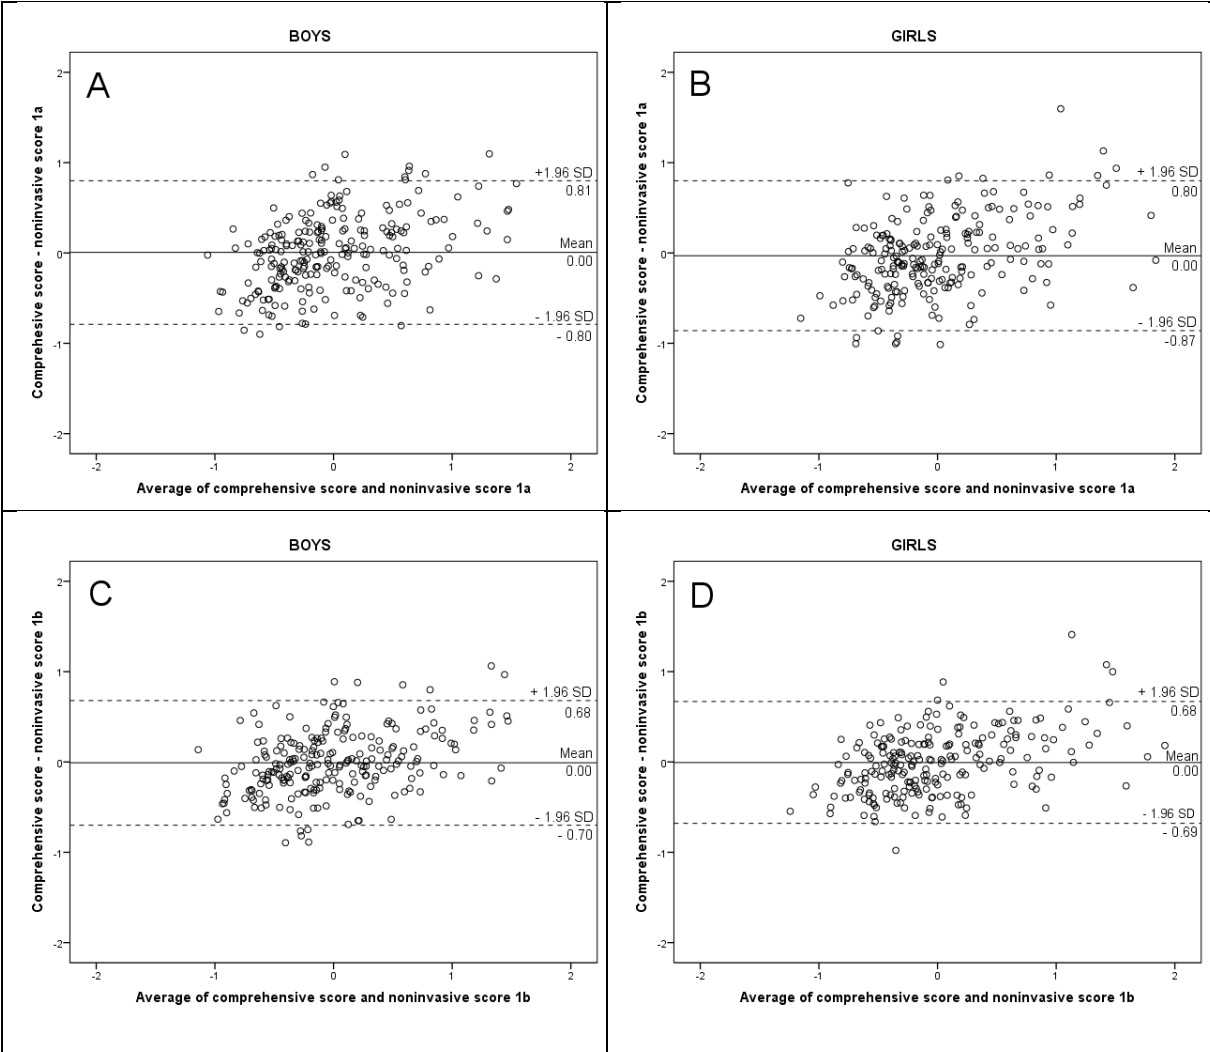 BOYS
A
Comprehesive score - noninvasive score 1a
2
1
0
-1
-2
+1.96 SD
0.81
Mean
0.00
- 1.96 SD
- 0.80
-2
-1
0
1
2
Average of comprehensive score and noninvasive score 1a
GIRLS
B
Comprehensive score - noninvasive score 1a
2
1
0
-1
-2
+ 1.96 SD
0.80
Mean
0.00
- 1.96 SD
-0.87
-2
-1
0
1
2
Average of comprehensive score and noninvasive score 1a
BOYS
C
Comprehensive score - noninvasive score 1b
2
1
0
-1
-2
+ 1.96 SD
0.68
Mean
0.00
- 1.96 SD
- 0.70
-2
-1
0
1
2
Average of comprehensive score and noninvasive score 1b
GIRLS
D
Comprehensive score - noninvasive score 1b
2
1
0
-1
-2
+ 1.96 SD
0.68
Mean
0.00
- 1.96 SD
- 0.69
-2
-1
0
1
2
Average of comprehensive score and noninvasive score 1b